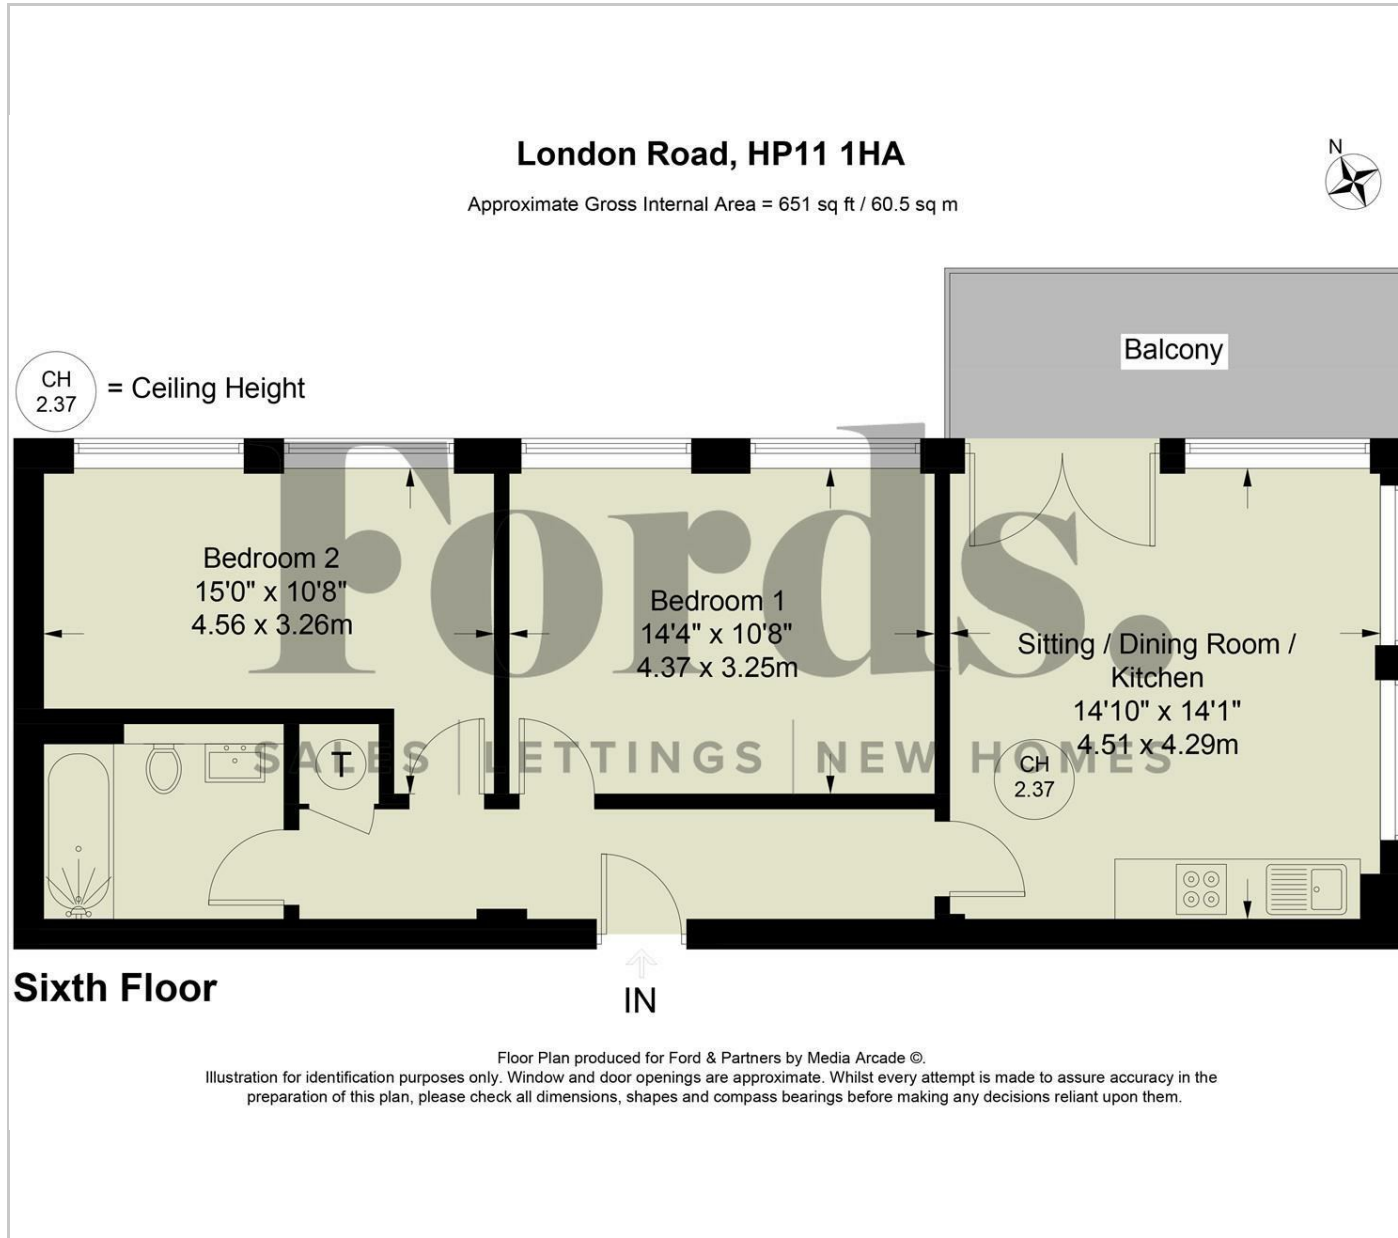 London Road, HP11 1HA
N
Approximate Gross Internal Area = 651 sq ft / 60.5 sq m
Balcony
CH
2.37
= Ceiling Height
Fords.
SALES | LETTINGS | NEW HOMES
Bedroom 2
15'0" x 10'8"
4.56 x 3.26m
Bedroom 1
14'4" x 10'8"
4.37 x 3.25m
Sitting / Dining Room /
Kitchen
14'10" x 14'1"
4.51 x 4.29m
T
CH
2.37
Sixth Floor
IN
Floor Plan produced for Ford & Partners by Media Arcade ©.
Illustration for identification purposes only. Window and door openings are approximate. Whilst every attempt is made to assure accuracy in the
preparation of this plan, please check all dimensions, shapes and compass bearings before making any decisions reliant upon them.